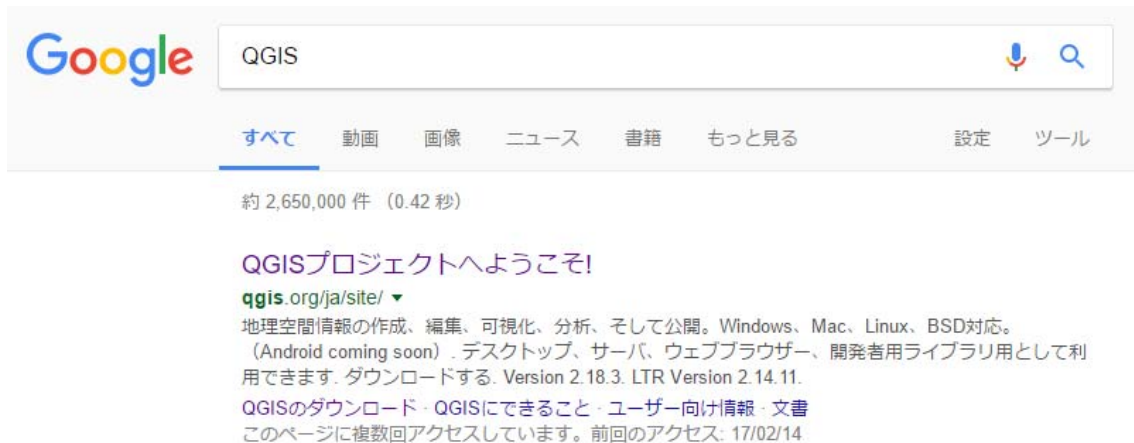 Google QGIS
すべて 動画 画像 ニュース 書籍 もっと見る 設定 ツール
約 2,650,000 件 （0.42 秒）
QGISプロジェクトへようこそ!
qgis.org/ja/site/
地理空間情報の作成、編集、可視化、分析、そして公開。Windows、Mac、Linux、BSD対応。
（Android coming soon）. デスクトップ、サーバ、ウェブブラウザー、開発者用ライブラリ用として利
用できます. ダウンロードする. Version 2.18.3. LTR Version 2.14.11.
QGISのダウンロード · QGISにできること · ユーザー向け情報 · 文書
このページに複数回アクセスしています。前回のアクセス: 17/02/14